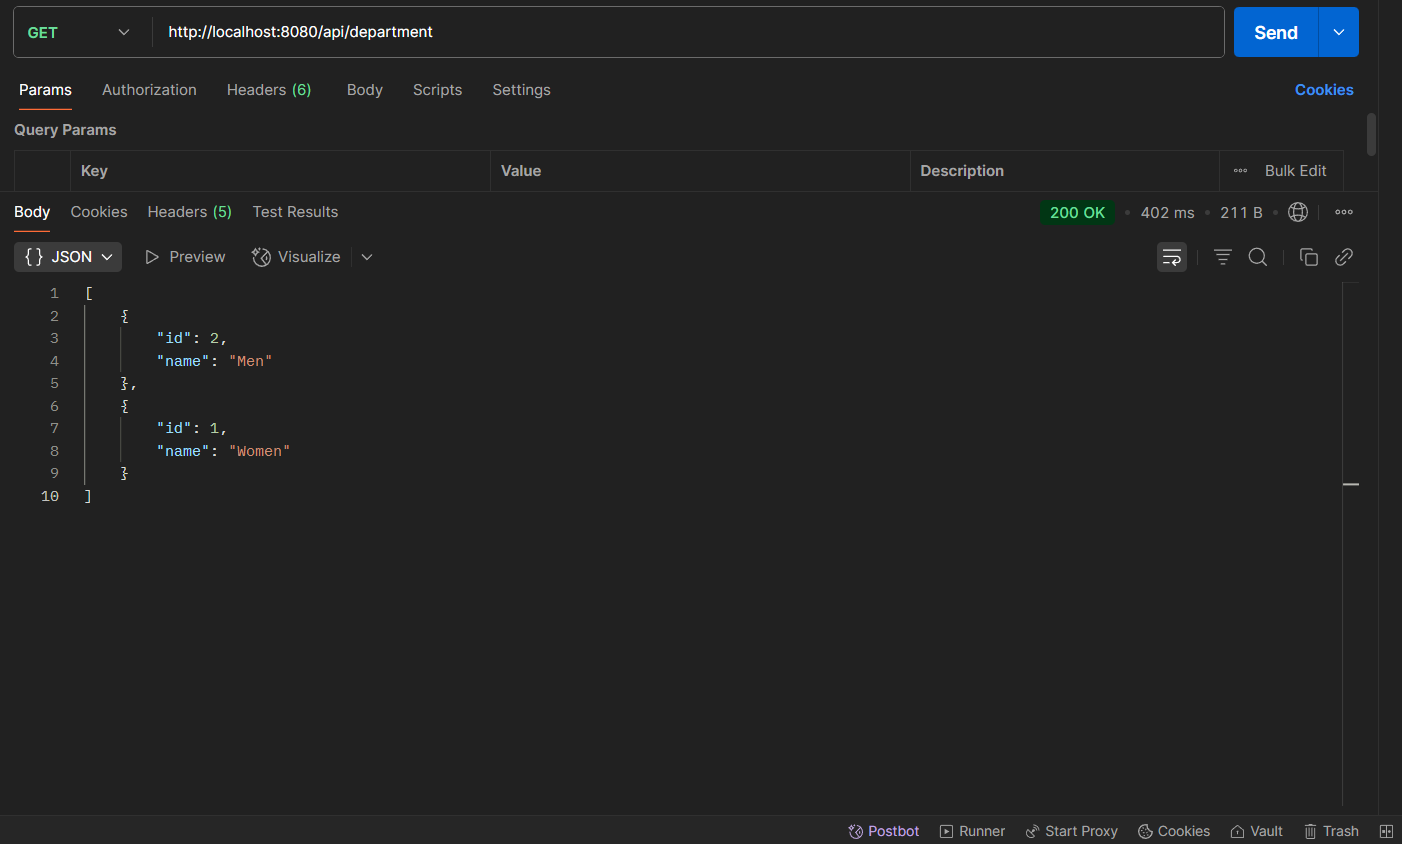 GET http://localhost:8080/api/department Send
Params Authorization Headers (6) Body Scripts Settings Cookies
Query Params
Key Value Description Bulk Edit
Body Cookies Headers (5) Test Results 200 OK 402 ms 211 B
{} JSON Preview Visualize
1 [
2 {
3 "id": 2,
4 "name": "Men"
5 },
6 {
7 "id": 1,
8 "name": "Women"
9 }
10 ]
Postbot Runner Start Proxy Cookies Vault Trash